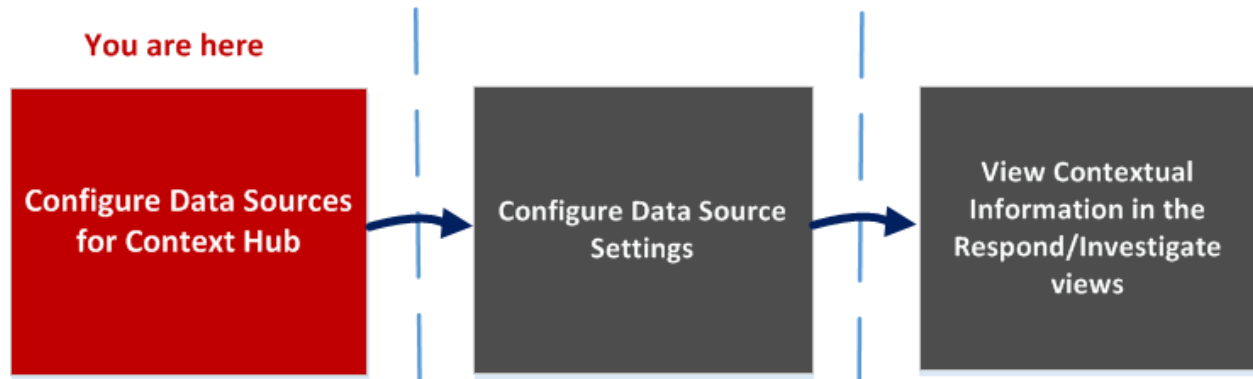 You are here
Configure Data Sources
for Context Hub
Configure Data Source
Settings
View Contextual
Information in the
Respond/Investigate
views